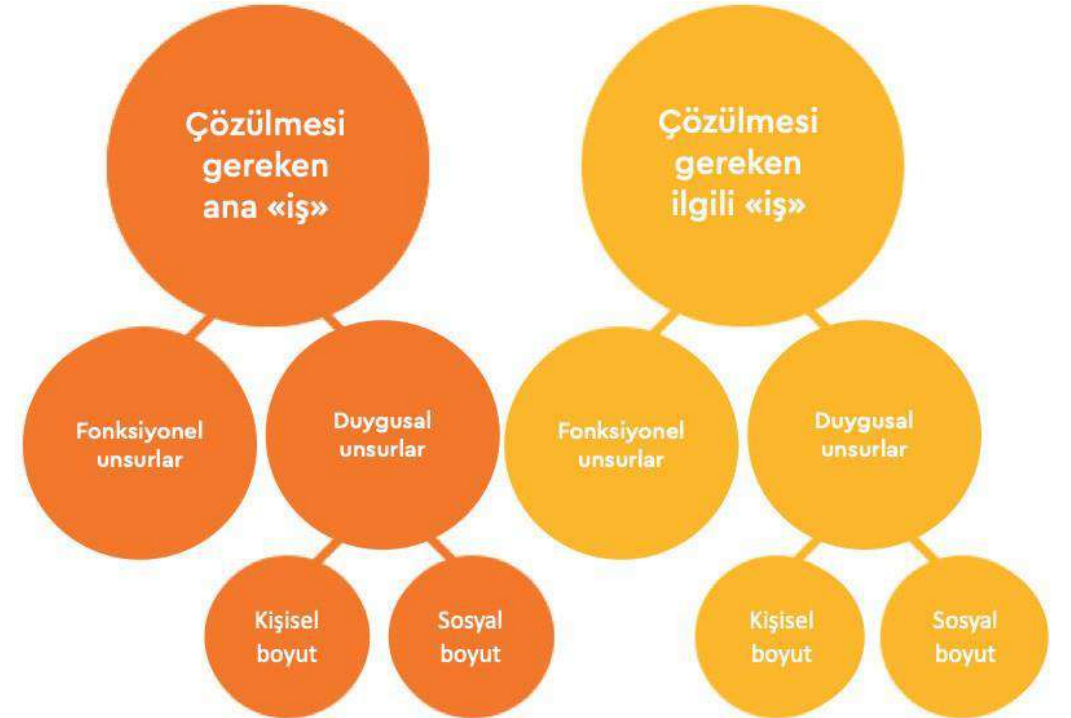 Çözülmesi
gereken
ana «iş»
Fonksiyonel
unsurlar
Duygusal
unsurlar
Kişisel
boyut
Sosyal
boyut
Çözülmesi
gereken
ilgili «iş»
Fonksiyonel
unsurlar
Duygusal
unsurlar
Kişisel
boyut
Sosyal
boyut